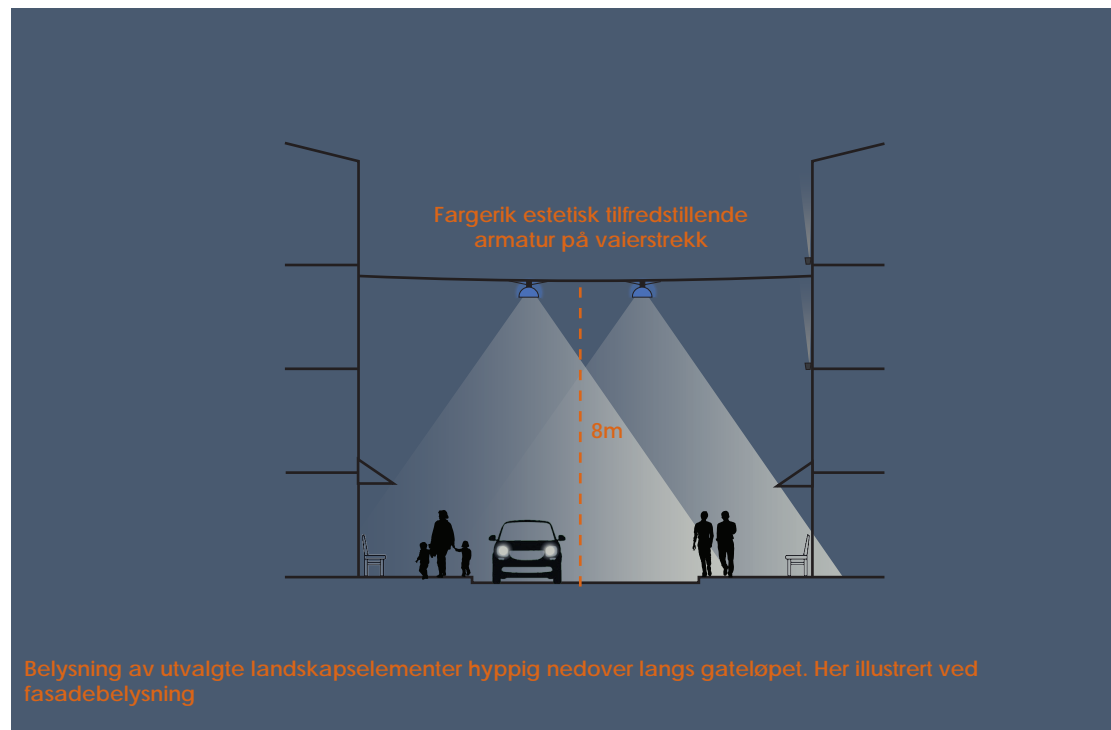 Fargerik estetisk tilfredstillende
armatur på vaierstrekk
8m
Belysning av utvalgte landskapselementer hyppig nedover langs gateløpet. Her illustrert ved
fasadebelysning